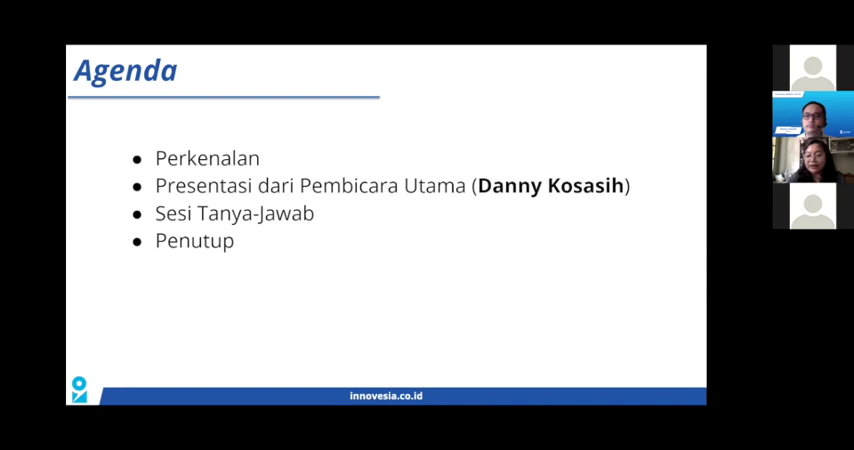 Agenda
● Perkenalan
● Presentasi dari Pembicara Utama (Danny Kosasih)
● Sesi Tanya-Jawab
● Penutup
innovesia.co.id